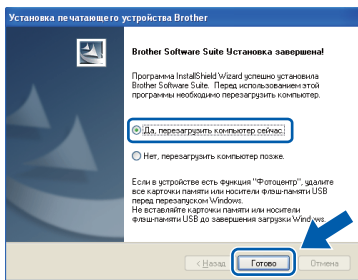 Установка печатающего устройства Brother
Brother Software Suite Установка завершена!
Программа InstallShield Wizard успешно установила
Brother Software Suite. Перед использованием этой
программы необходимо перезагрузить компьютер.
Да, перезагрузить компьютер сейчас.
Нет, перезагрузить компьютер позже.
Если в устройстве есть функция "Фотоцентр", удалите
все карточки памяти или носители флэш-памяти USB
перед перезапуском Windows.
Не вставляйте карточки памяти или носители
флэш-памяти USB до завершения загрузки Windows.
< Назад Готово Отмена